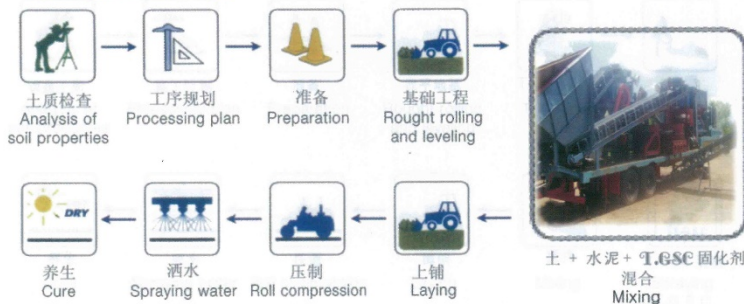 土质检查
Analysis of
soil properties
工序规划
Processing plan
准备
Preparation
基础工程
Rought rolling
and leveling
土 + 水泥 + T.GSC 固化剂
混合
Mixing
上铺
Laying
压制
Roll compression
洒水
Spraying water
DRY
养生
Cure